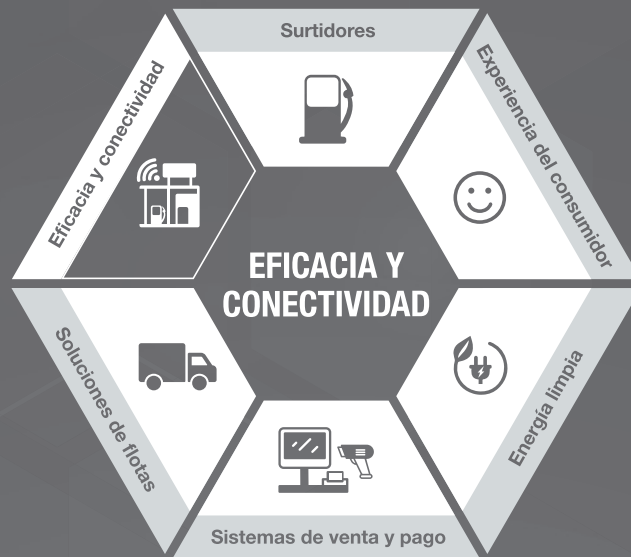 Surtidores
Eficacia y conectividad
Experiencia del consumidor
EFICACIA Y
CONECTIVIDAD
Soluciones de flotas
Energía limpia
Sistemas de venta y pago